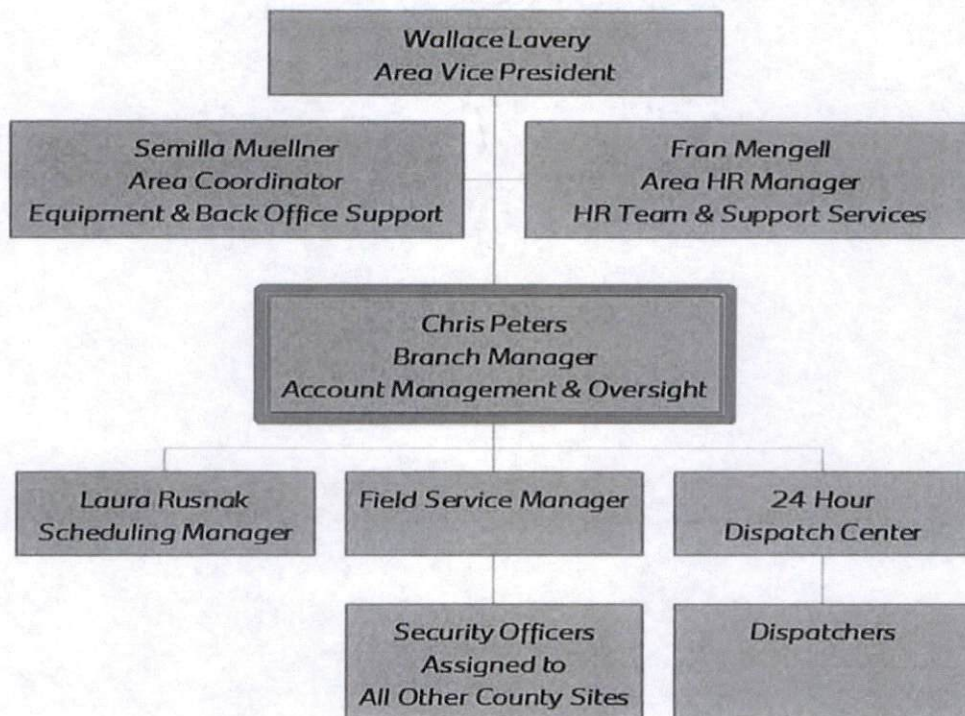 Wallace Lavery
Area Vice President
Semilla Muellner
Area Coordinator
Equipment & Back Office Support
Fran Mengell
Area HR Manager
HR Team & Support Services
Chris Peters
Branch Manager
Account Management & Oversight
Laura Rusnak
Scheduling Manager
Field Service Manager
24 Hour
Dispatch Center
Security Officers
Assigned to
All Other County Sites
Dispatchers